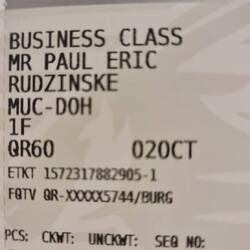 BUSINESS CLASS
MR PAUL ERIC
RUDZINSKE
MUC-DOH
1F
QR60 02OCT
ETKT 1572317882905-1
FQTV QR-XXXXX5744/BURG
PCS: CKWT: UNCKWT: SEQ NO: